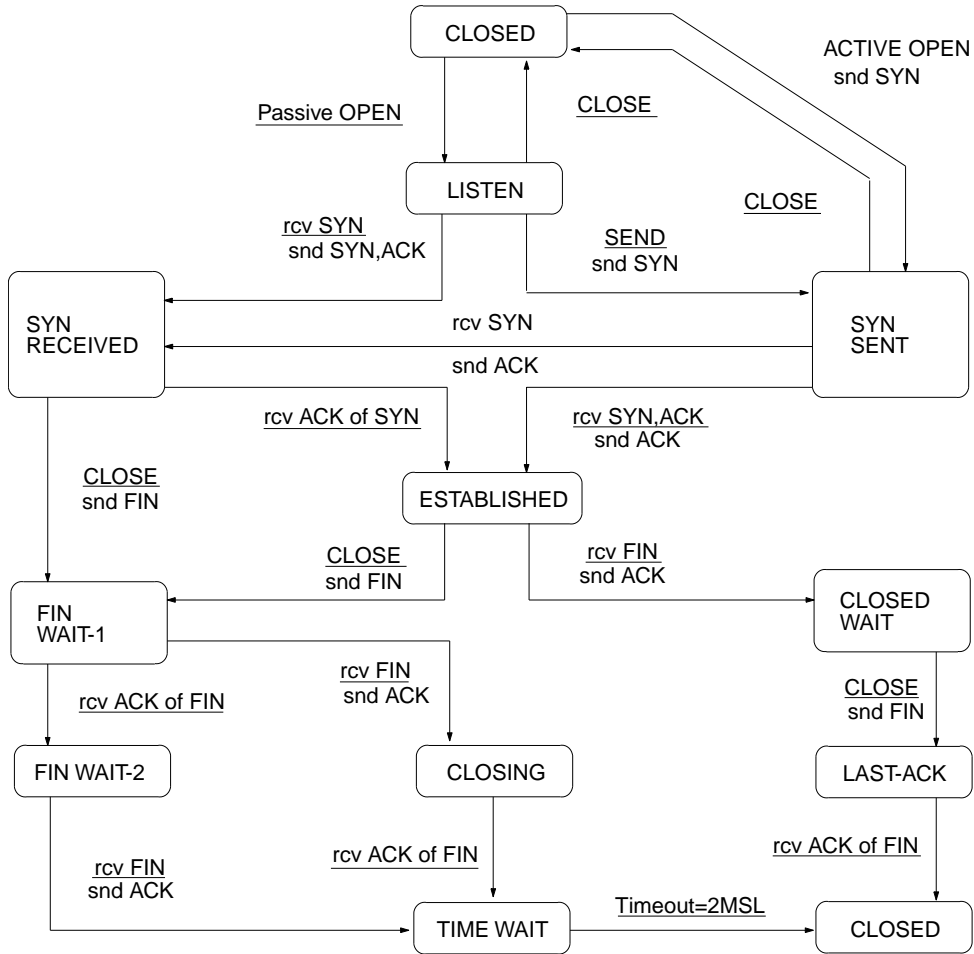 CLOSED
ACTIVE OPEN
snd SYN
Passive OPEN
CLOSE
LISTEN
CLOSE
rcv SYN
snd SYN,ACK
SEND
snd SYN
SYN
RECEIVED
rcv SYN
snd ACK
SYN
SENT
rcv ACK of SYN
rcv SYN,ACK
snd ACK
CLOSE
snd FIN
ESTABLISHED
CLOSE
snd FIN
rcv FIN
snd ACK
FIN
WAIT-1
CLOSED
WAIT
rcv ACK of FIN
rcv FIN
snd ACK
CLOSE
snd FIN
FIN WAIT-2
CLOSING
LAST-ACK
rcv FIN
snd ACK
rcv ACK of FIN
rcv ACK of FIN
TIME WAIT
Timeout=2MSL
CLOSED